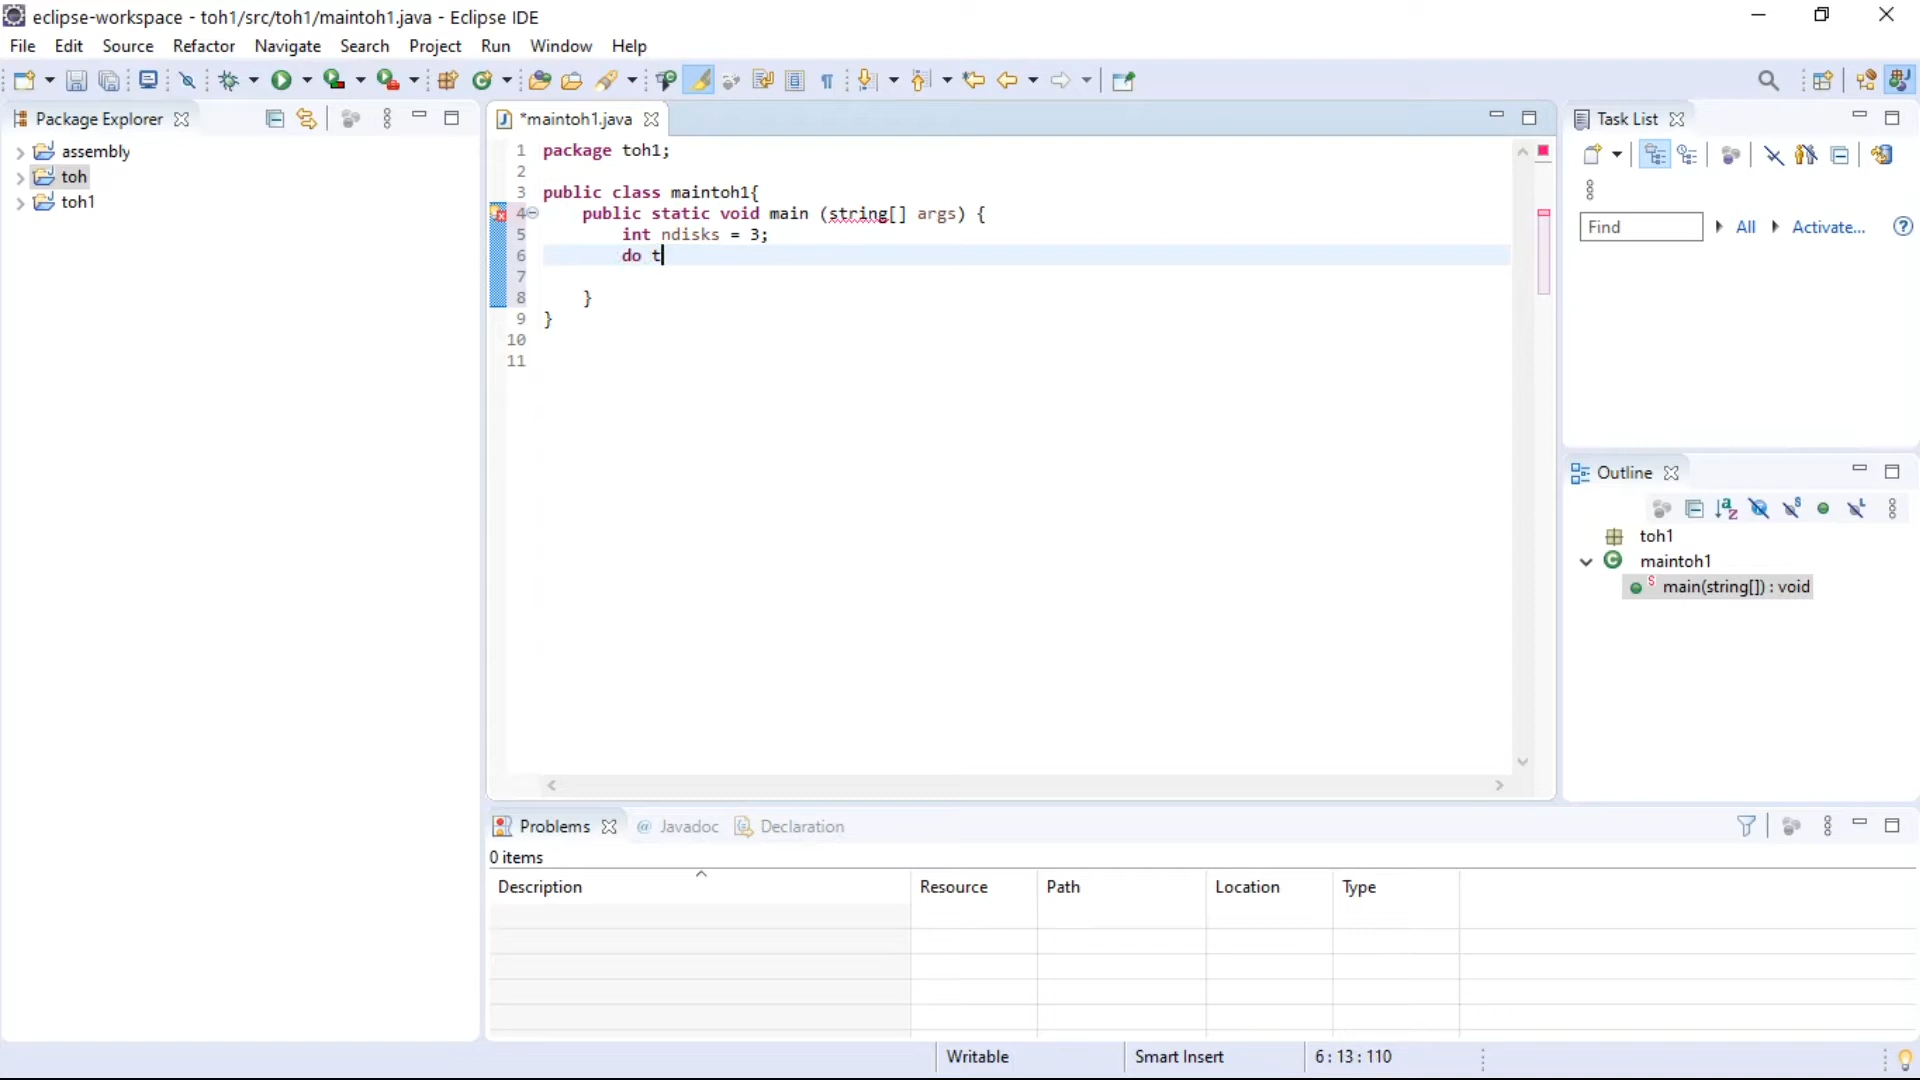 eclipse-workspace - toh1/src/toh1/maintoh1.java - Eclipse IDE
File Edit Source Refactor Navigate Search Project Run Window Help
Package Explorer
assembly
toh
toh1
*maintoh1.java
1 package toh1;
2
3 public class maintoh1{
4 public static void main (string[] args) {
5 int ndisks = 3;
6 do t
7
8 }
9 }
10
11
Task List
Find All Activate...
Outline
toh1
maintoh1
main(string[]) : void
Problems Javadoc Declaration
0 items
Description Resource Path Location Type
Writable Smart Insert 6 : 13 : 110